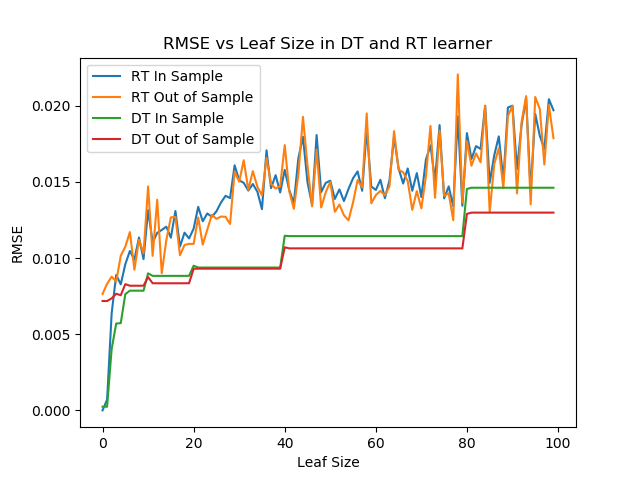 RMSE vs Leaf Size in DT and RT learner
RT In Sample
RT Out of Sample
DT In Sample
DT Out of Sample
RMSE
0.020
0.015
0.010
0.005
0.000
0 20 40 60 80 100
Leaf Size